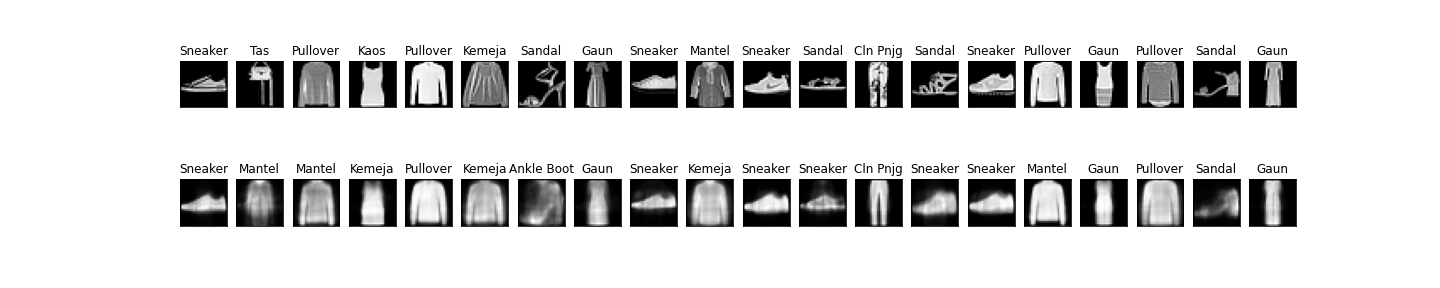 Sneaker Tas Pullover Kaos Pullover Kemeja Sandal Gaun Sneaker Mantel Sneaker Sandal Cln Pnjg Sandal Sneaker Pullover Gaun Pullover Sandal Gaun
Sneaker Mantel Mantel Kemeja Pullover Kemeja Ankle Boot Gaun Sneaker Kemeja Sneaker Sneaker Cln Pnjg Sneaker Sneaker Mantel Gaun Pullover Sandal Gaun